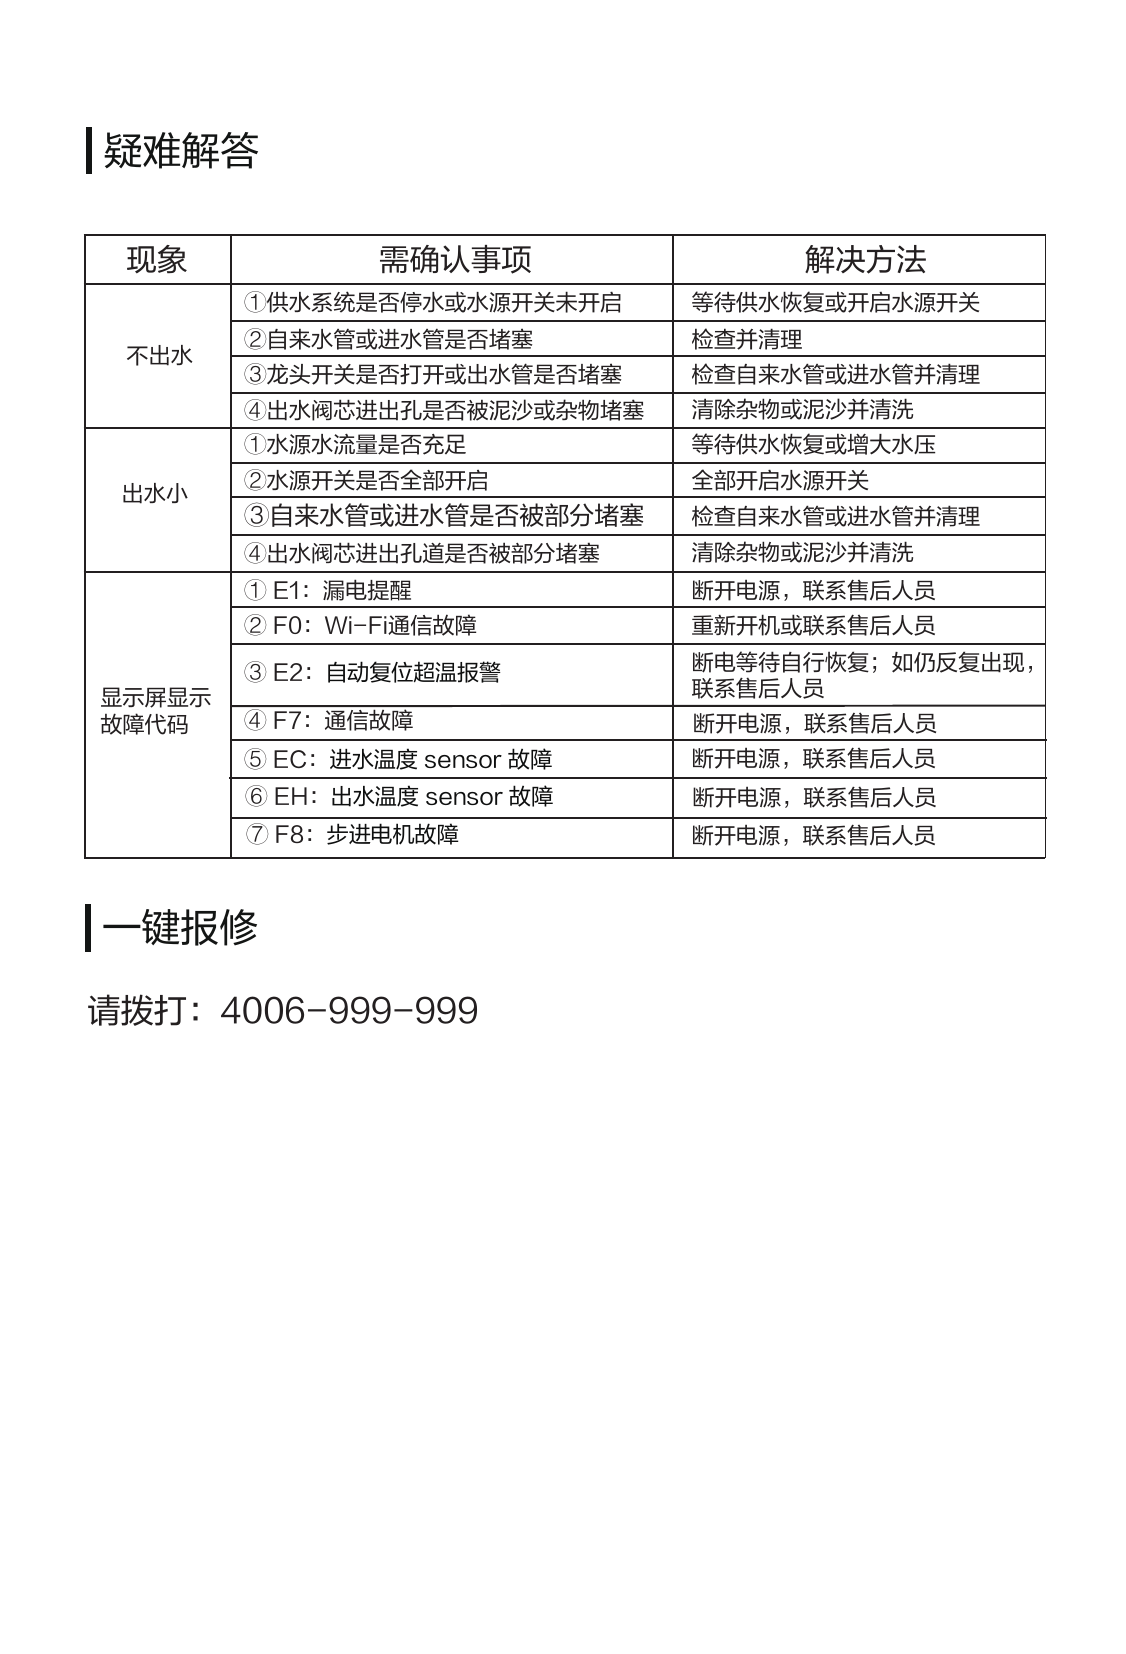 疑难解答
现象 需确认事项 解决方法
不出水
①供水系统是否停水或水源开关未开启 等待供水恢复或开启水源开关
②自来水管或进水管是否堵塞 检查并清理
③龙头开关是否打开或出水管是否堵塞 检查自来水管或进水管并清理
④出水阀芯进出孔是否被泥沙或杂物堵塞 清除杂物或泥沙并清洗
出水小
①水源水流量是否充足 等待供水恢复或增大水压
②水源开关是否全部开启 全部开启水源开关
③自来水管或进水管是否被部分堵塞 检查自来水管或进水管并清理
④出水阀芯进出孔道是否被部分堵塞 清除杂物或泥沙并清洗
显示屏显示
故障代码
① E1：漏电提醒 断开电源，联系售后人员
② F0：Wi-Fi通信故障 重新开机或联系售后人员
③ E2：自动复位超温报警 断电等待自行恢复；如仍反复出现，
联系售后人员
④ F7：通信故障 断开电源，联系售后人员
⑤ EC：进水温度 sensor 故障 断开电源，联系售后人员
⑥ EH：出水温度 sensor 故障 断开电源，联系售后人员
⑦ F8：步进电机故障 断开电源，联系售后人员
一键报修
请拨打：4006-999-999